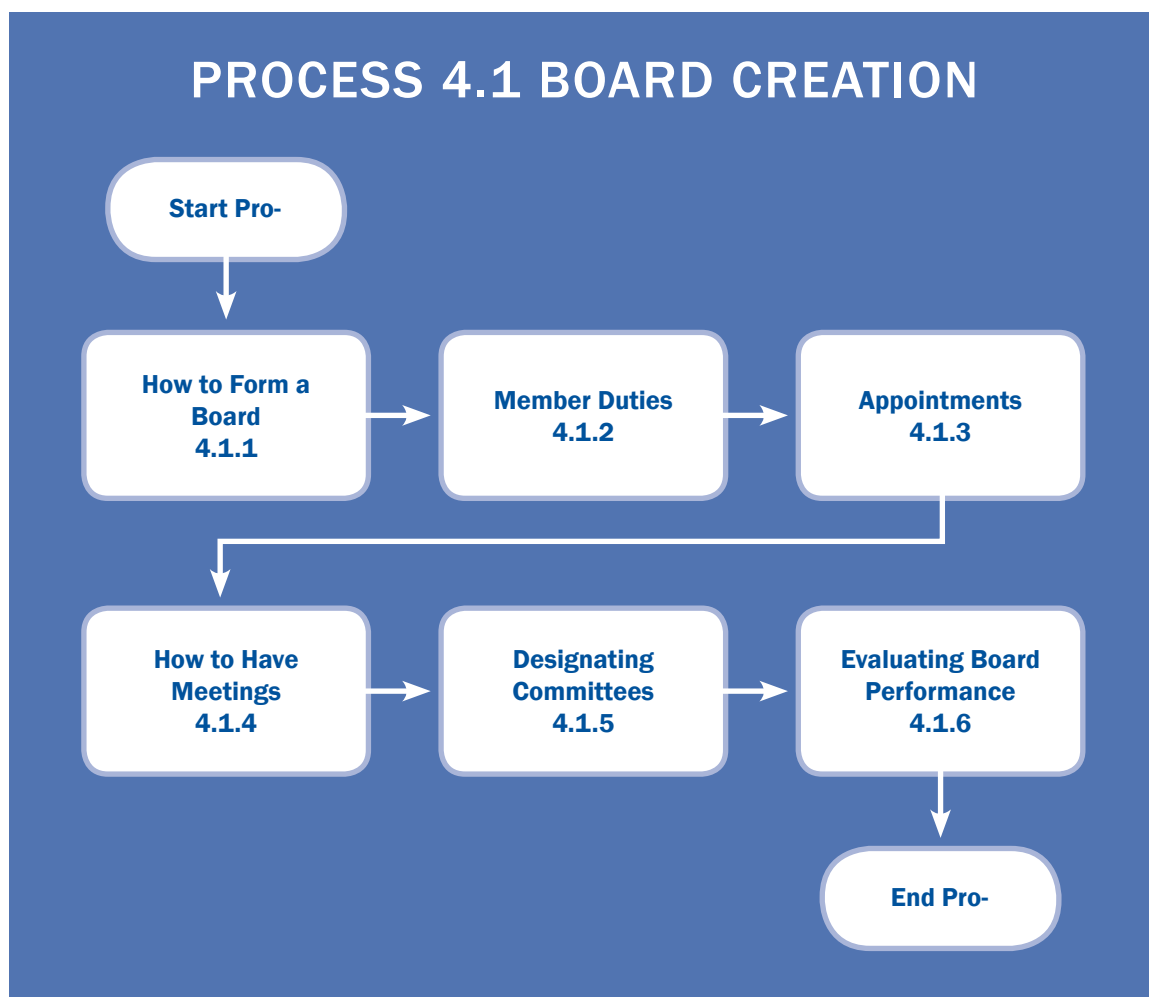 PROCESS 4.1 BOARD CREATION
Start Pro-
How to Form a
Board
4.1.1
Member Duties
4.1.2
Appointments
4.1.3
How to Have
Meetings
4.1.4
Designating
Committees
4.1.5
Evaluating Board
Performance
4.1.6
End Pro-